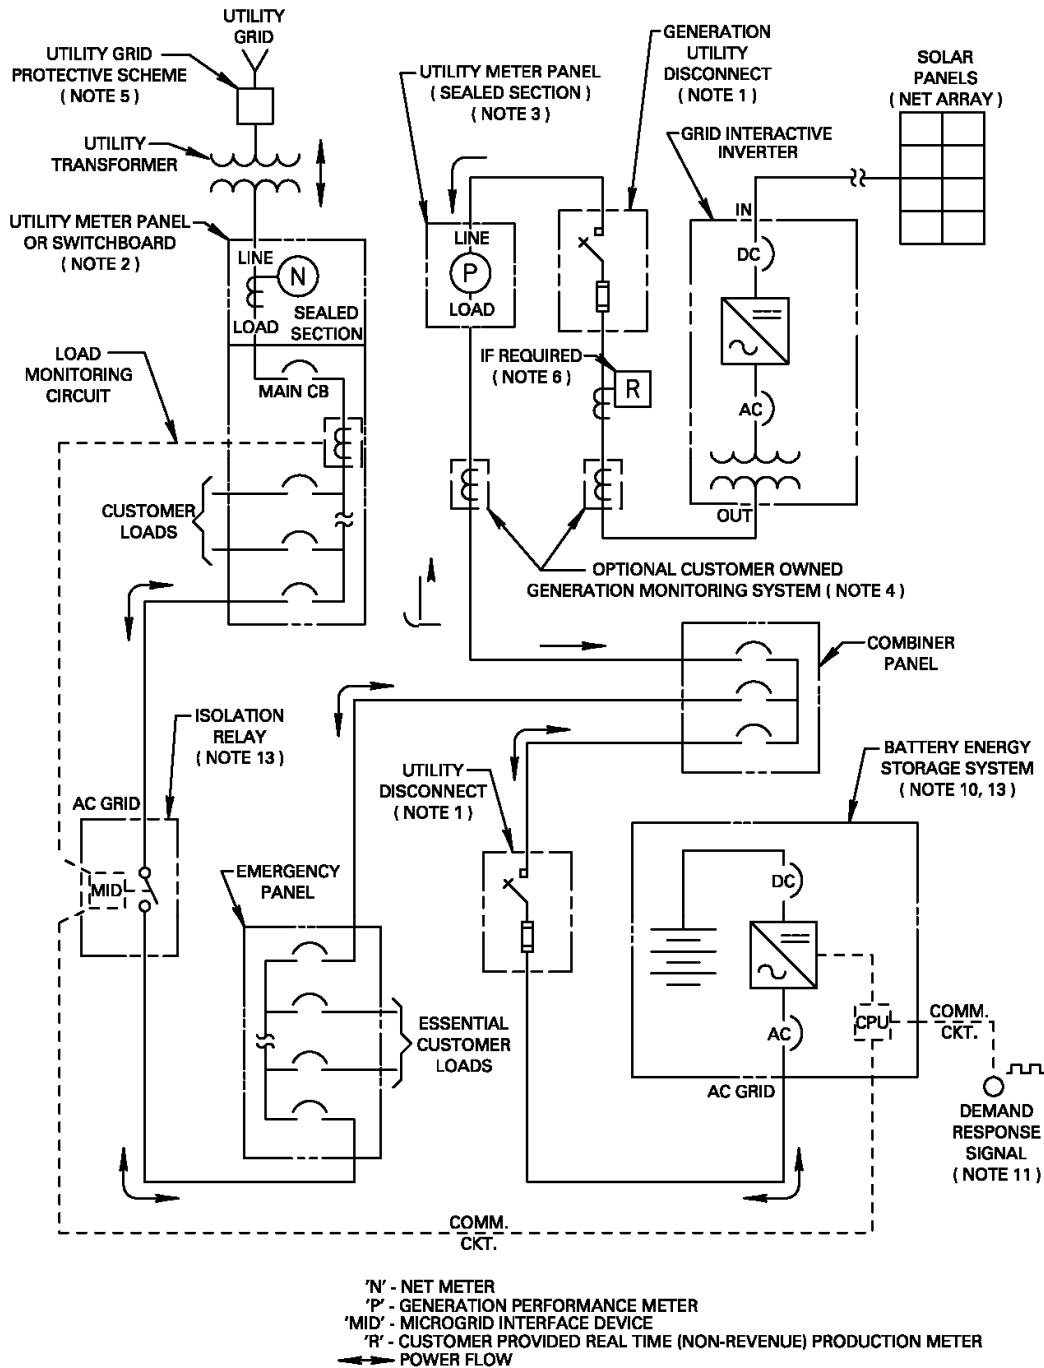 UTILITY
GRID
UTILITY GRID
PROTECTIVE SCHEME
( NOTE 5 )
UTILITY
TRANSFORMER
UTILITY METER PANEL
OR SWITCHBOARD
( NOTE 2 )
LINE
N
LOAD
SEALED
SECTION
LOAD
MONITORING
CIRCUIT
MAIN CB
CUSTOMER
LOADS
UTILITY METER PANEL
( SEALED SECTION )
( NOTE 3 )
LINE
P
LOAD
GENERATION
UTILITY
DISCONNECT
( NOTE 1 )
IF REQUIRED
( NOTE 6 )
R
GRID INTERACTIVE
INVERTER
IN
DC
AC
OUT
SOLAR
PANELS
( NET ARRAY )
OPTIONAL CUSTOMER OWNED
GENERATION MONITORING SYSTEM ( NOTE 4 )
COMBINER
PANEL
ISOLATION
RELAY
( NOTE 13 )
AC GRID
MID
EMERGENCY
PANEL
ESSENTIAL
CUSTOMER
LOADS
UTILITY
DISCONNECT
( NOTE 1 )
BATTERY ENERGY
STORAGE SYSTEM
( NOTE 10, 13 )
DC
AC
CPU
AC GRID
COMM.
CKT.
DEMAND
RESPONSE
SIGNAL
( NOTE 11 )
COMM.
CKT.
'N' - NET METER
'P' - GENERATION PERFORMANCE METER
'MID' - MICROGRID INTERFACE DEVICE
'R' - CUSTOMER PROVIDED REAL TIME (NON-REVENUE) PRODUCTION METER
POWER FLOW